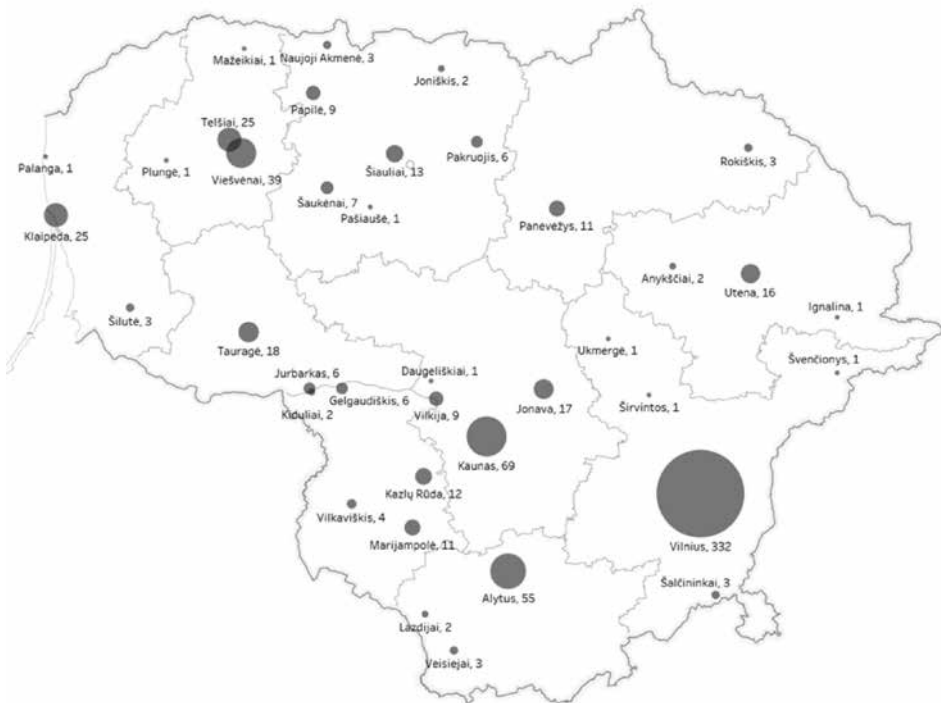 Mažeikiai, 1
Naujoji Akmenė, 3
Joniškis, 2
Papilė, 9
Telšiai, 25
Pakruojis, 6
Rokiškis, 3
Palanga, 1
Plungė, 1
Viešvėnai, 39
Šiauliai, 13
Šaukėnai, 7
Pašiaušė, 1
Panevėžys, 11
Klaipėda, 25
Anykščiai, 2
Utena, 16
Ignalina, 1
Šilutė, 3
Tauragė, 18
Ukmergė, 1
Švenčionys, 1
Jurbarkas, 6
Daugeliškiai, 1
Gelgaudiškis, 6
Širvintos, 1
Kiduliai, 2
Vilkija, 9
Jonava, 17
Kaunas, 69
Kazlų Rūda, 12
Vilkaviškis, 4
Marijampolė, 11
Vilnius, 332
Šalčininkai, 3
Alytus, 55
Lazdijai, 2
Veisiejai, 3